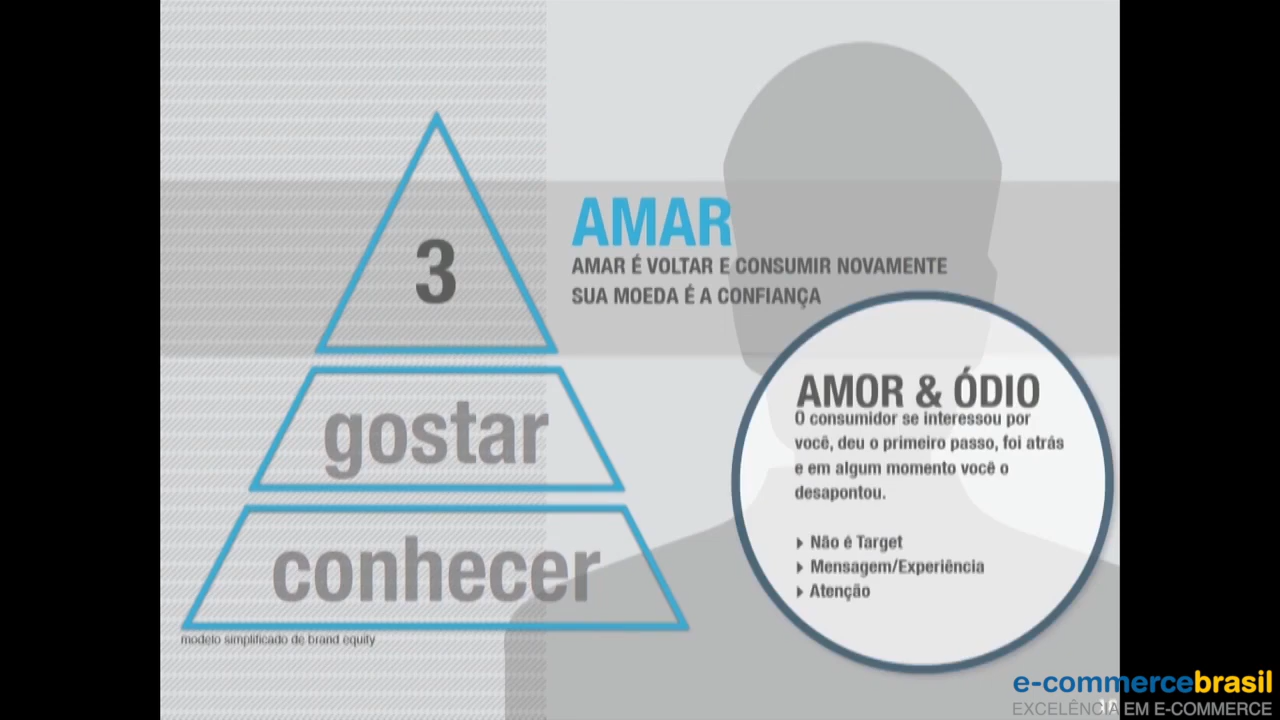 3
AMAR
AMAR É VOLTAR E CONSUMIR NOVAMENTE
SUA MOEDA É A CONFIANÇA
gostar
conhecer
modelo simplificado de brand equity
AMOR & ÓDIO
O consumidor se interessou por
você, deu o primeiro passo, foi atrás
e em algum momento você o
desapontou.
Não é Target
Mensagem/Experiência
Atenção
e-commercebrasil
EXCELÊNCIA EM E-COMMERCE